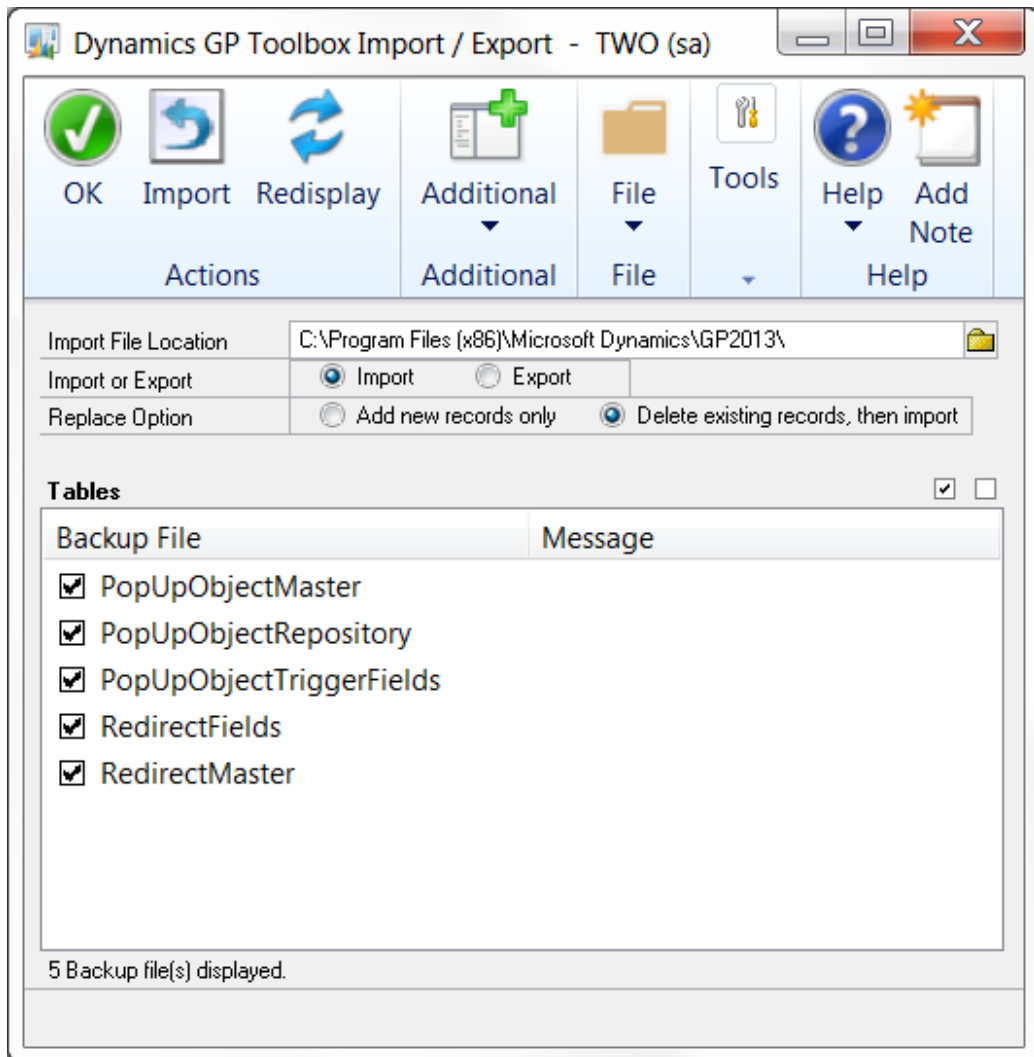 Dynamics GP Toolbox Import / Export  -  TWO (sa)
OK Import Redisplay Additional File Tools Help Add Note
Actions Additional File Help
Import File Location C:\Program Files (x86)\Microsoft Dynamics\GP2013\
Import or Export Import Export
Replace Option Add new records only Delete existing records, then import
Tables
Backup File Message
PopUpObjectMaster
PopUpObjectRepository
PopUpObjectTriggerFields
RedirectFields
RedirectMaster
5 Backup file(s) displayed.